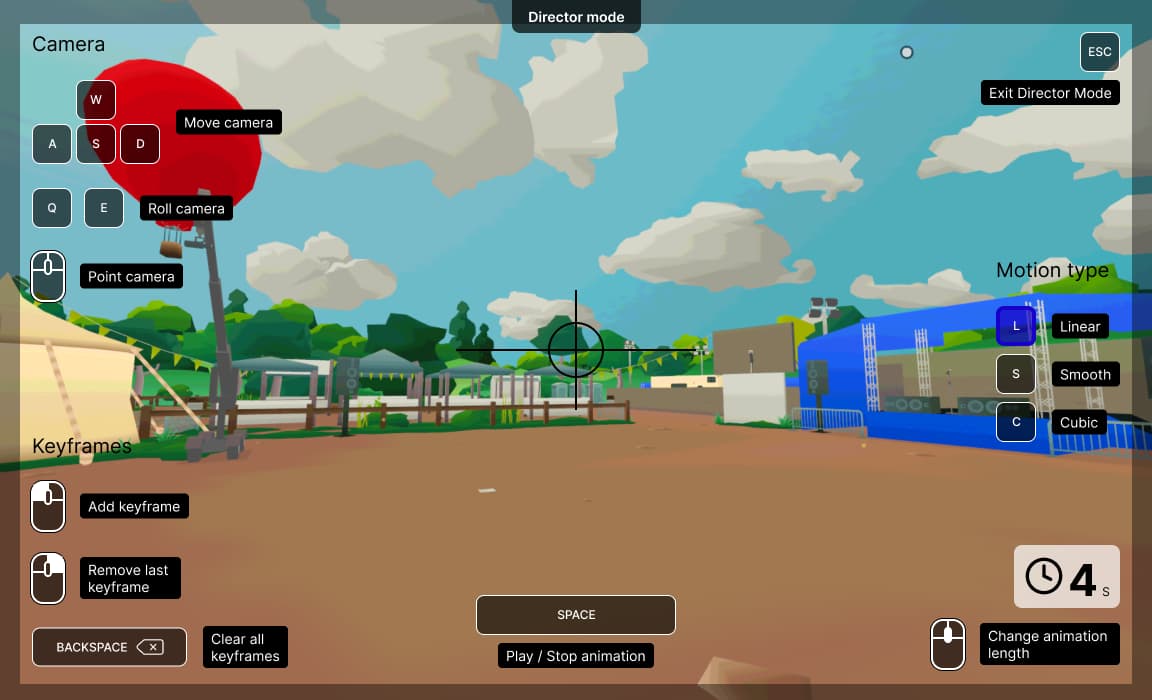 Director mode
Camera
ESC
Exit Director Mode
W
Move camera
A
S
D
Q
E
Roll camera
Point camera
Motion type
L
Linear
S
Smooth
C
Cubic
Keyframes
Add keyframe
Remove last
keyframe
4 s
SPACE
BACKSPACE
Clear all
keyframes
Play / Stop animation
Change animation
length